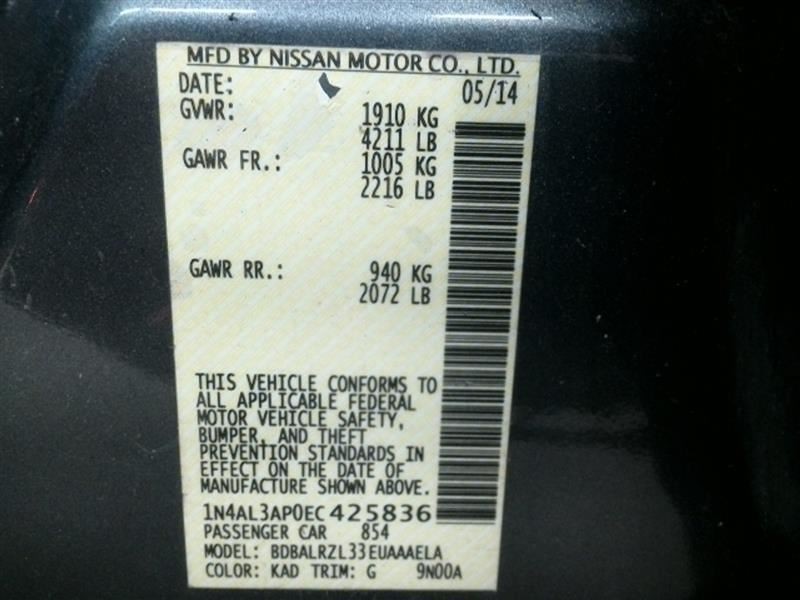 MFD BY NISSAN MOTOR CO., LTD.
DATE: 05/14
GVWR: 1910 KG
4211 LB
GAWR FR.: 1005 KG
2216 LB
GAWR RR.: 940 KG
2072 LB
THIS VEHICLE CONFORMS TO
ALL APPLICABLE FEDERAL
MOTOR VEHICLE SAFETY,
BUMPER, AND THEFT
PREVENTION STANDARDS IN
EFFECT ON THE DATE OF
MANUFACTURE SHOWN ABOVE.
1N4AL3AP0EC425836
PASSENGER CAR 854
MODEL: BDBALRZL33EUAAAELA
COLOR: KAD TRIM: G 9N00A